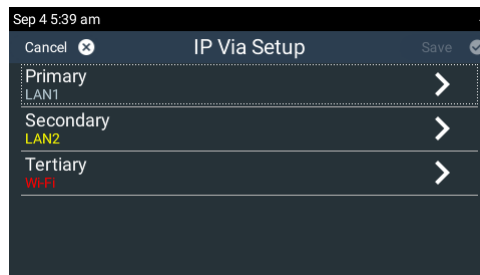 Sep 4 5:39 am
Cancel IP Via Setup Save
Primary
LAN1
Secondary
LAN2
Tertiary
Wi-Fi